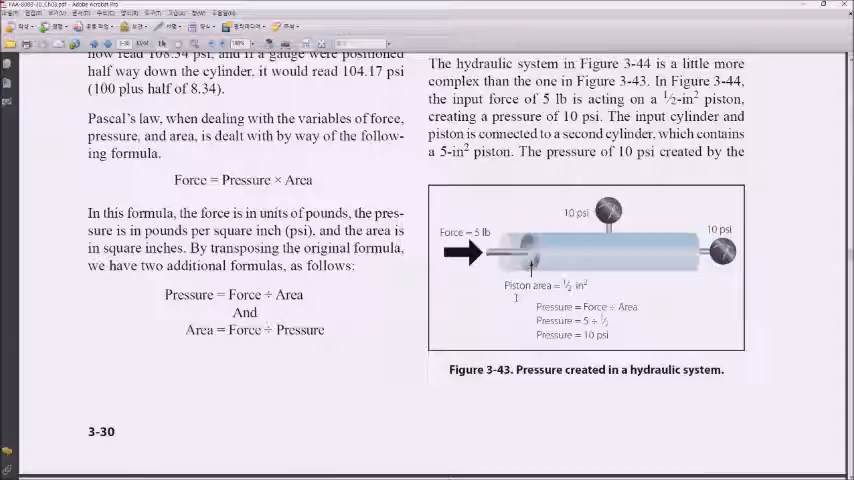 FAA-8083-30_Ch03.pdf - Adobe Acrobat Pro
now read 108.34 psi, and if a gauge were positioned
half way down the cylinder, it would read 104.17 psi
(100 plus half of 8.34).
Pascal's law, when dealing with the variables of force,
pressure, and area, is dealt with by way of the follow-
ing formula.
Force = Pressure × Area
In this formula, the force is in units of pounds, the pres-
sure is in pounds per square inch (psi), and the area is
in square inches. By transposing the original formula,
we have two additional formulas, as follows:
Pressure = Force ÷ Area
And
Area = Force ÷ Pressure
3-30
The hydraulic system in Figure 3-44 is a little more
complex than the one in Figure 3-43. In Figure 3-44,
the input force of 5 lb is acting on a ½-in² piston,
creating a pressure of 10 psi. The input cylinder and
piston is connected to a second cylinder, which contains
a 5-in² piston. The pressure of 10 psi created by the
10 psi
10 psi
Force = 5 lb
Piston area = ½ in²
Pressure = Force ÷ Area
Pressure = 5 ÷ ½
Pressure = 10 psi
Figure 3-43. Pressure created in a hydraulic system.